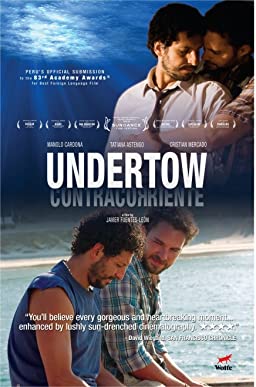 PERU'S OFFICIAL SUBMISSION
to the 83rd Academy Awards
for Best Foreign Language Film
SUNDANCE
MANOLO CARDONA TATIANA ASTENGO CRISTIAN MERCADO
UNDERTOW
CONTRACORRIENTE
a film by
JAVIER FUENTES-LEÓN
"You'll believe every gorgeous and heartbreaking moment...
enhanced by lushly sun-drenched cinematography. ★★★★"
David Wiegand, SAN FRANCISCO CHRONICLE
Wolfe